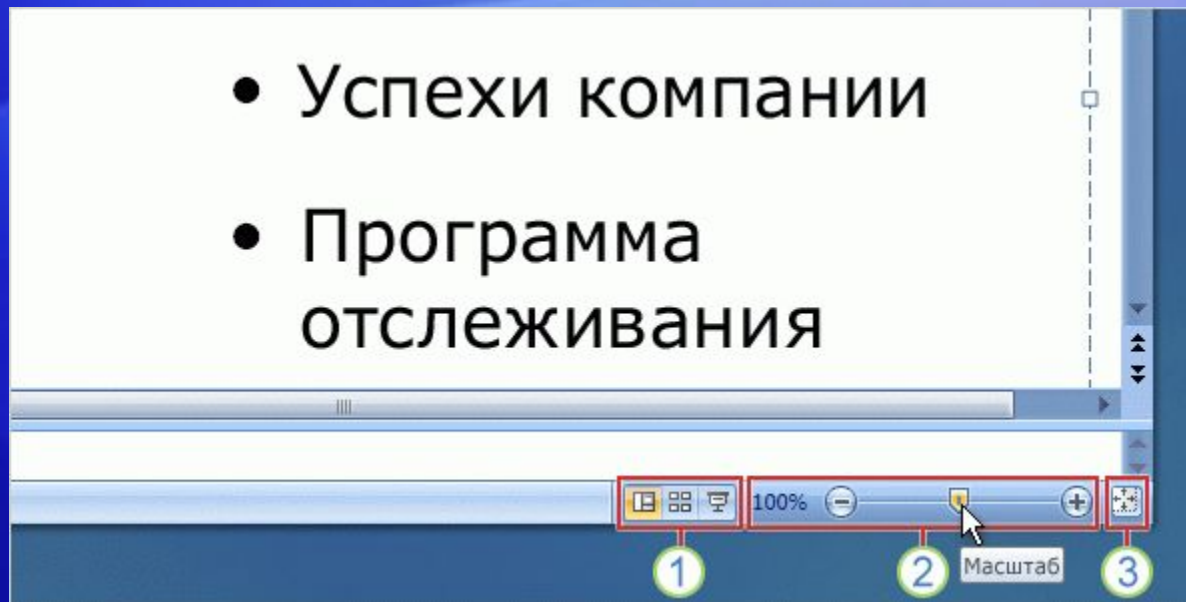 • Успехи компании
• Программа
отслеживания
100%
Масштаб
1 2 3